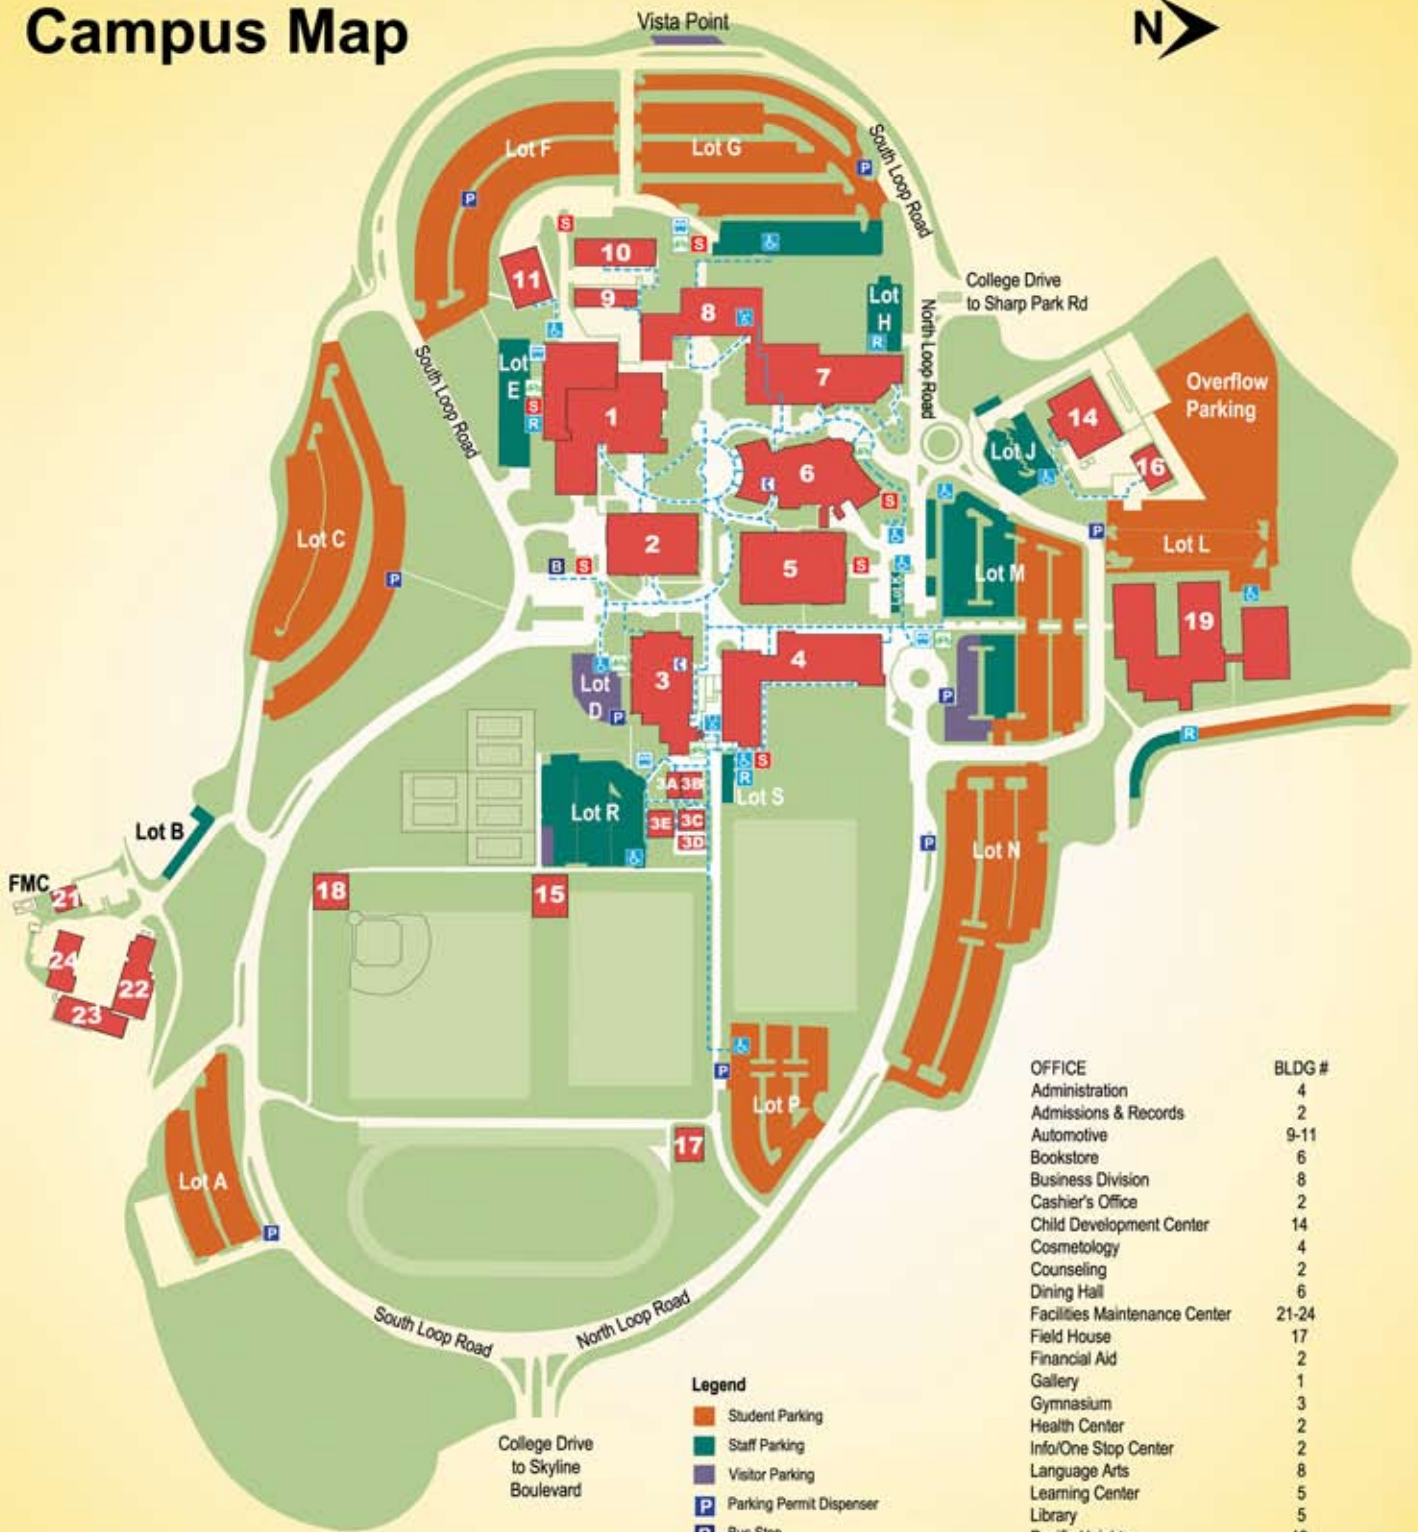 Campus Map
Vista Point
N
Lot F
Lot G
South Loop Road
P
P
S
S
10
11
9
8
Lot
H
R
College Drive
to Sharp Park Rd
North Loop Road
Lot
E
S
R
South Loop Road
1
7
14
Overflow
Parking
Lot J
16
6
S
Lot C
P
2
B
S
5
S
Lot K
Lot M
P
Lot L
19
3
4
Lot
D
P
P
R
3A
3B
S
R
Lot S
Lot R
3E
3C
3D
Lot B
P
Lot N
FMC
21
18
15
24
22
23
P
Lot P
17
Lot A
P
South Loop Road
North Loop Road
College Drive
to Skyline
Boulevard
Legend
Student Parking
Staff Parking
Visitor Parking
P Parking Permit Dispenser
Bus Stop
OFFICE BLDG #
Administration 4
Admissions & Records 2
Automotive 9-11
Bookstore 6
Business Division 8
Cashier's Office 2
Child Development Center 14
Cosmetology 4
Counseling 2
Dining Hall 6
Facilities Maintenance Center 21-24
Field House 17
Financial Aid 2
Gallery 1
Gymnasium 3
Health Center 2
Info/One Stop Center 2
Language Arts 8
Learning Center 5
Library 5